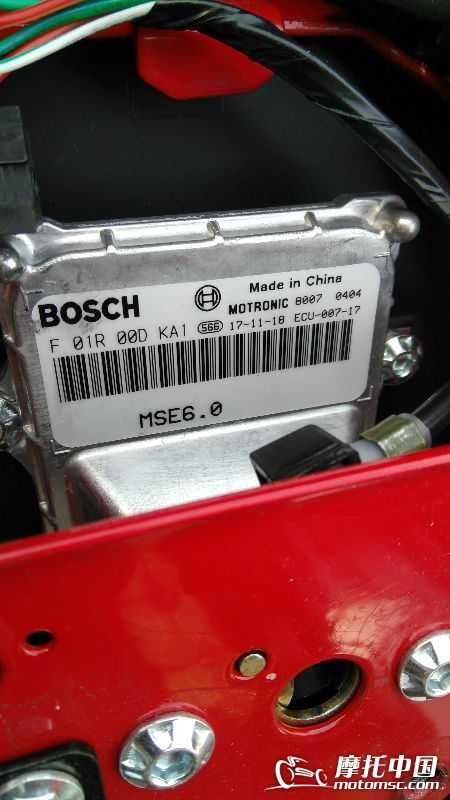 Made in China
BOSCH MOTRONIC 8007 0404
F 01R 00D KA1 566 17-11-18 ECU-007-17
MSE6.0
摩托中国
motomsc.com